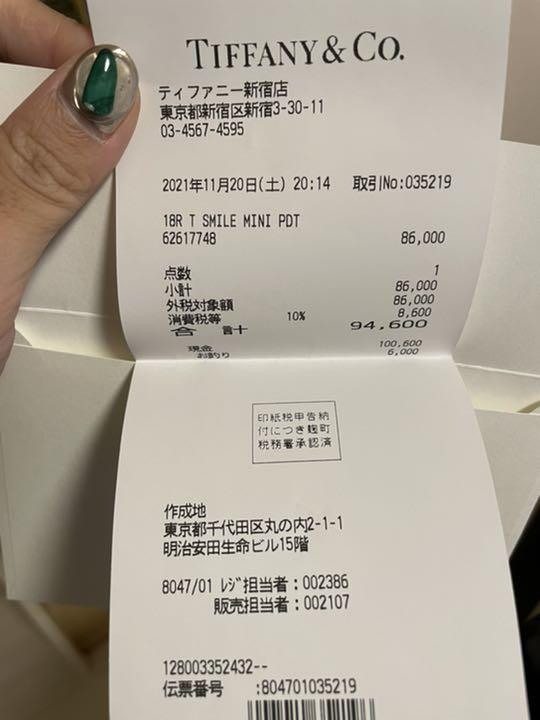 TIFFANY & CO.
ティファニー新宿店
東京都新宿区新宿3-30-11
03-4567-4595
2021年11月20日(土) 20:14 取引No:035219
18R T SMILE MINI PDT
62617748 86,000
点数 1
小計 86,000
外税対象額 86,000
消費税等 10% 8,600
合 計 94,600
現金 100,600
お釣り 6,000
印紙税申告納
付につき麹町
税務署承認済
作成地
東京都千代田区丸の内2-1-1
明治安田生命ビル15階
8047/01 レジ担当者：002386
販売担当者：002107
128003352432--
伝票番号 :804701035219